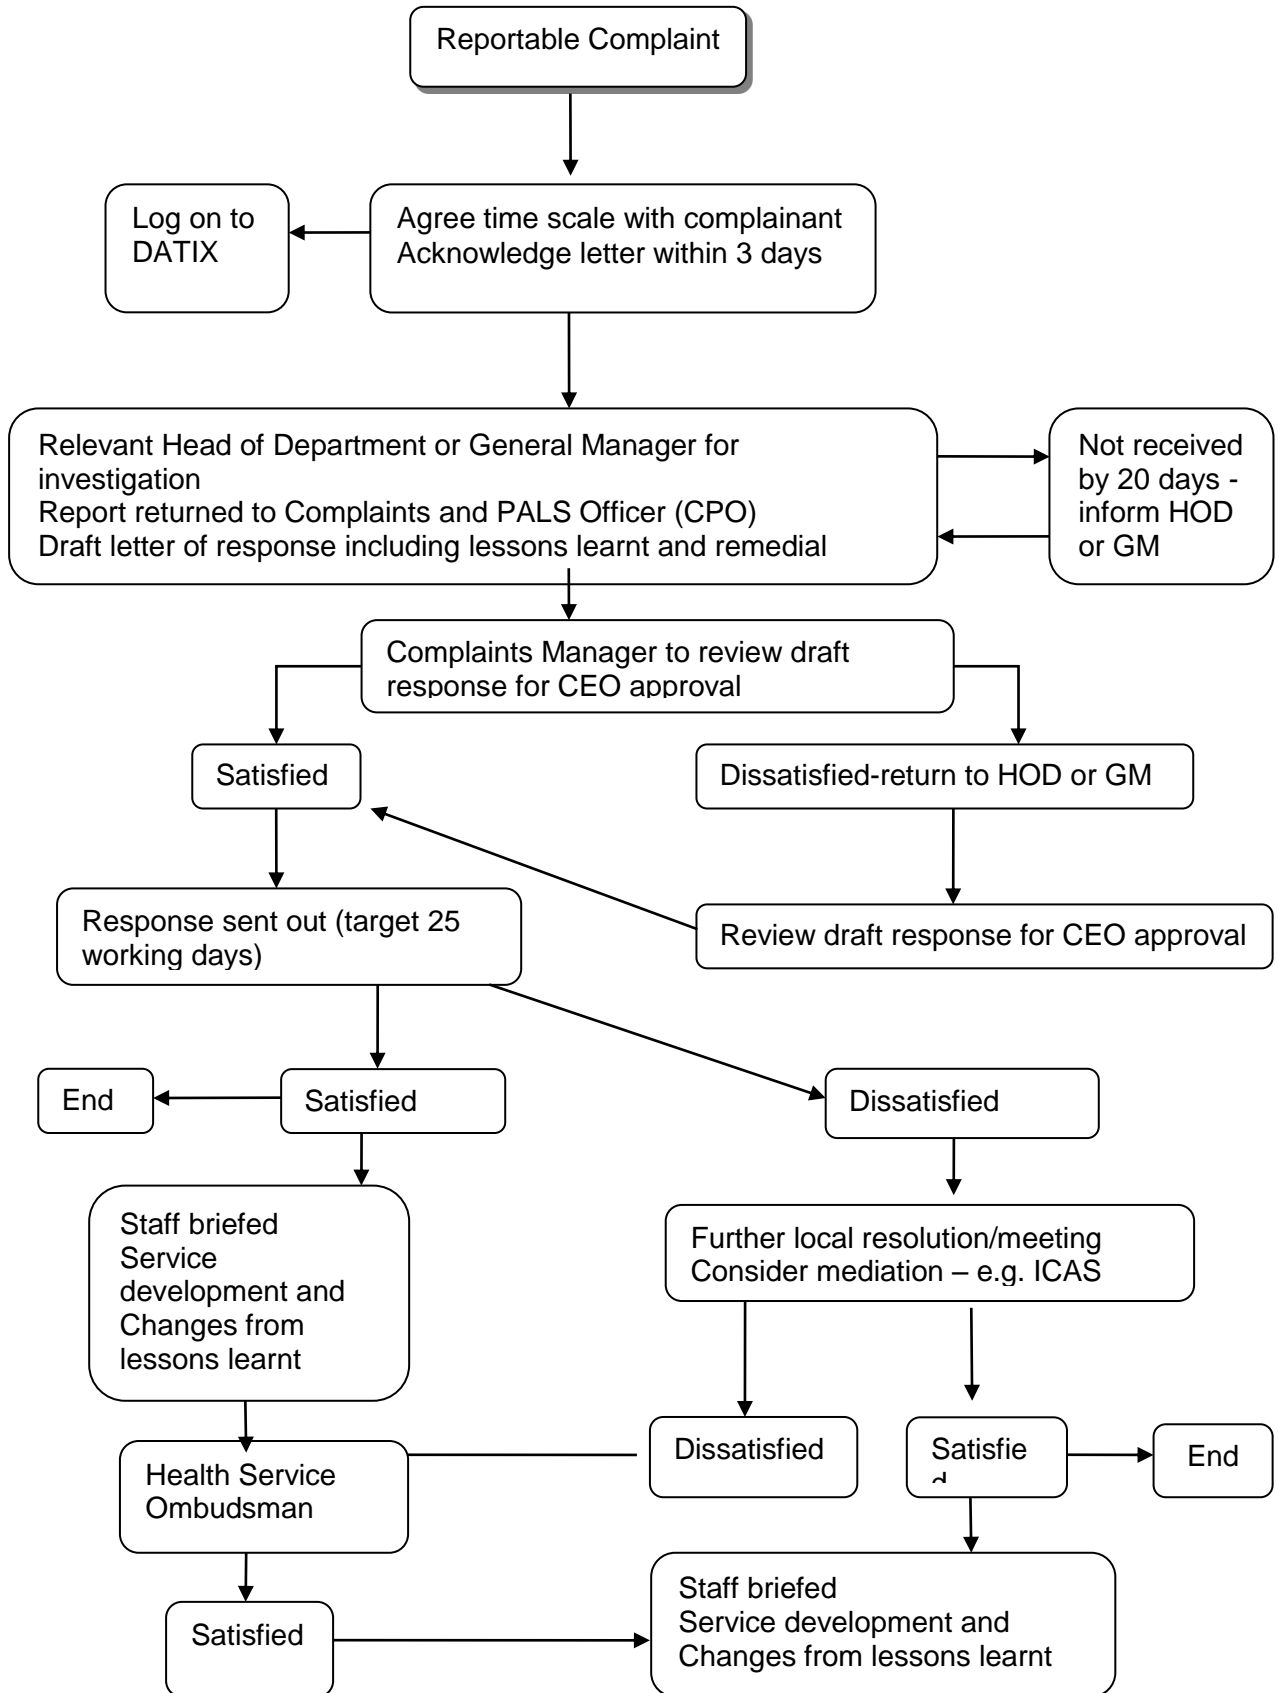 Reportable Complaint
Log on to
DATIX
Agree time scale with complainant
Acknowledge letter within 3 days
Relevant Head of Department or General Manager for
investigation
Report returned to Complaints and PALS Officer (CPO)
Draft letter of response including lessons learnt and remedial
Not received
by 20 days -
inform HOD
or GM
Complaints Manager to review draft
response for CEO approval
Satisfied
Dissatisfied-return to HOD or GM
Response sent out (target 25
working days)
Review draft response for CEO approval
End
Satisfied
Dissatisfied
Staff briefed
Service
development and
Changes from
lessons learnt
Further local resolution/meeting
Consider mediation – e.g. ICAS
Health Service
Ombudsman
Dissatisfied
Satisfie
d
End
Satisfied
Staff briefed
Service development and
Changes from lessons learnt